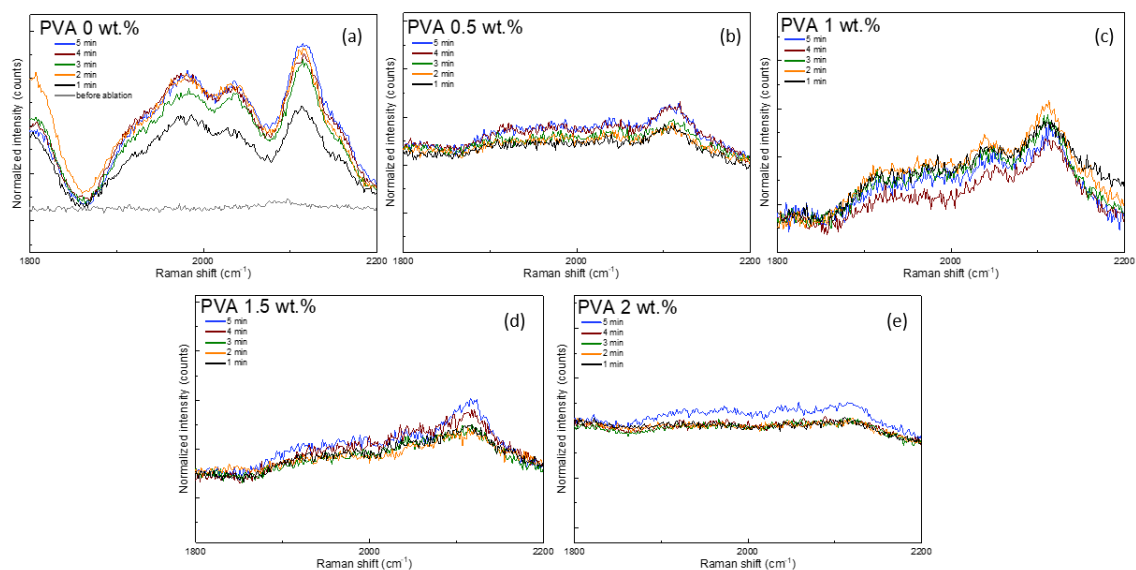 PVA 0 wt.%
(a)
5 min
4 min
3 min
2 min
1 min
before ablation
Normalized intensity (counts)
1800
2000
2200
Raman shift (cm-1)
PVA 0.5 wt.%
(b)
5 min
4 min
3 min
2 min
1 min
Normalized intensity (counts)
1800
2000
2200
Raman shift (cm-1)
PVA 1 wt.%
(c)
5 min
4 min
3 min
2 min
1 min
Normalized intensity (counts)
1800
2000
2200
Raman shift (cm-1)
PVA 1.5 wt.%
(d)
5 min
4 min
3 min
2 min
1 min
Normalized intensity (counts)
1800
2000
2200
Raman shift (cm-1)
PVA 2 wt.%
(e)
5 min
4 min
3 min
2 min
1 min
Normalized intensity (counts)
1800
2000
2200
Raman shift (cm-1)